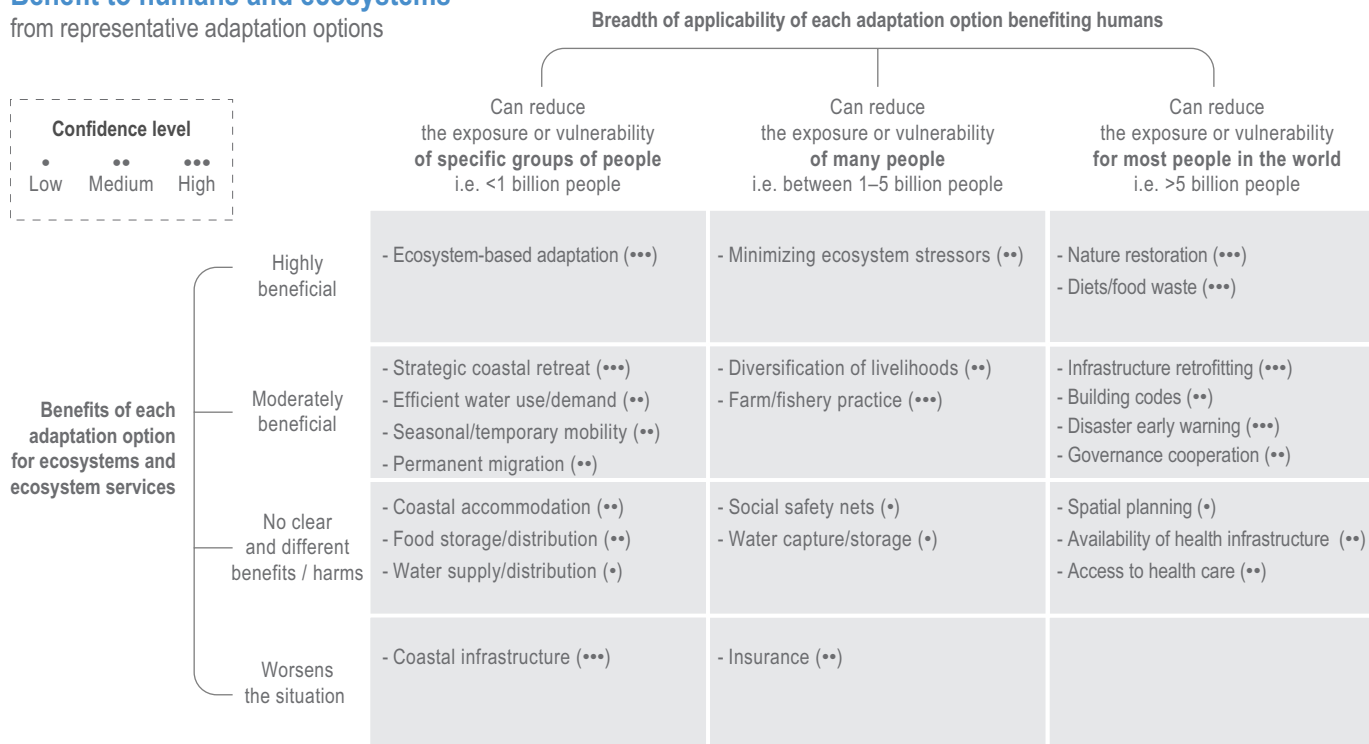 Benefit to humans and ecosystems
from representative adaptation options
Breadth of applicability of each adaptation option benefiting humans
Confidence level
• •• •••
Low Medium High
Can reduce
the exposure or vulnerability
of specific groups of people
i.e. <1 billion people
Can reduce
the exposure or vulnerability
of many people
i.e. between 1–5 billion people
Can reduce
the exposure or vulnerability
for most people in the world
i.e. >5 billion people
Benefits of each
adaptation option
for ecosystems and
ecosystem services
Highly
beneficial
- Ecosystem-based adaptation (•••)
- Minimizing ecosystem stressors (••)
- Nature restoration (•••)
- Diets/food waste (•••)
Moderately
beneficial
- Strategic coastal retreat (•••)
- Efficient water use/demand (••)
- Seasonal/temporary mobility (••)
- Permanent migration (••)
- Diversification of livelihoods (••)
- Farm/fishery practice (•••)
- Infrastructure retrofitting (•••)
- Building codes (••)
- Disaster early warning (•••)
- Governance cooperation (••)
No clear
and different
benefits / harms
- Coastal accommodation (••)
- Food storage/distribution (••)
- Water supply/distribution (•)
- Social safety nets (•)
- Water capture/storage (•)
- Spatial planning (•)
- Availability of health infrastructure (••)
- Access to health care (••)
Worsens
the situation
- Coastal infrastructure (•••)
- Insurance (••)